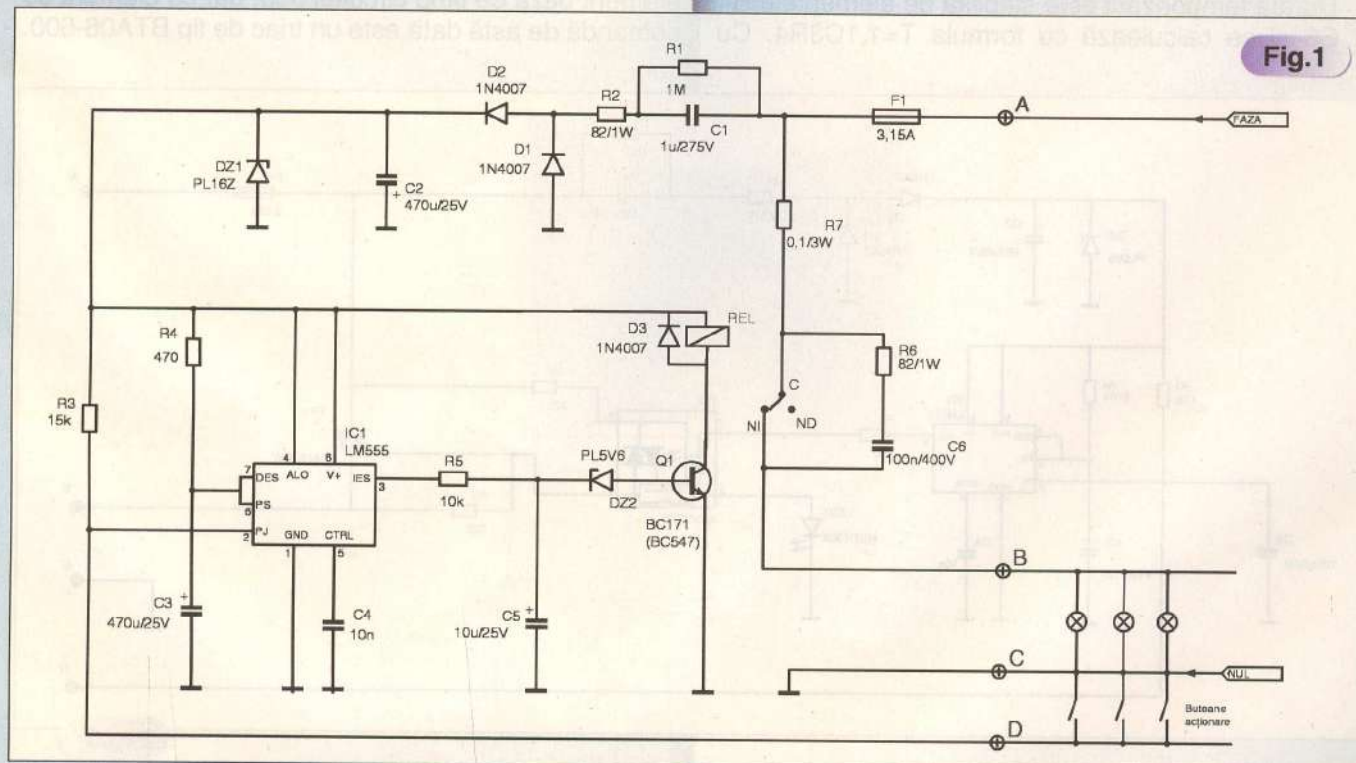 Fig.1
R1
1M
D2
1N4007
R2
82/1W
C1
1u/275V
F1
3,15A
A
FAZA
DZ1
PL16Z
C2
+
470u/25V
D1
1N4007
R7
0,1/3W
R4
470
D3
1N4007
REL
R6
82/1W
C
NI
ND
C6
100n/400V
R3
15k
IC1
LM555
4
8
ALO
V+
7
DES
IES
3
6
PS
2
PJ
GND
CTRL
1
5
R5
10k
PL5V6
DZ2
Q1
BC171
(BC547)
B
C3
+
470u/25V
C4
10n
C5
+
10u/25V
C
NUL
Butoane
acționare
D